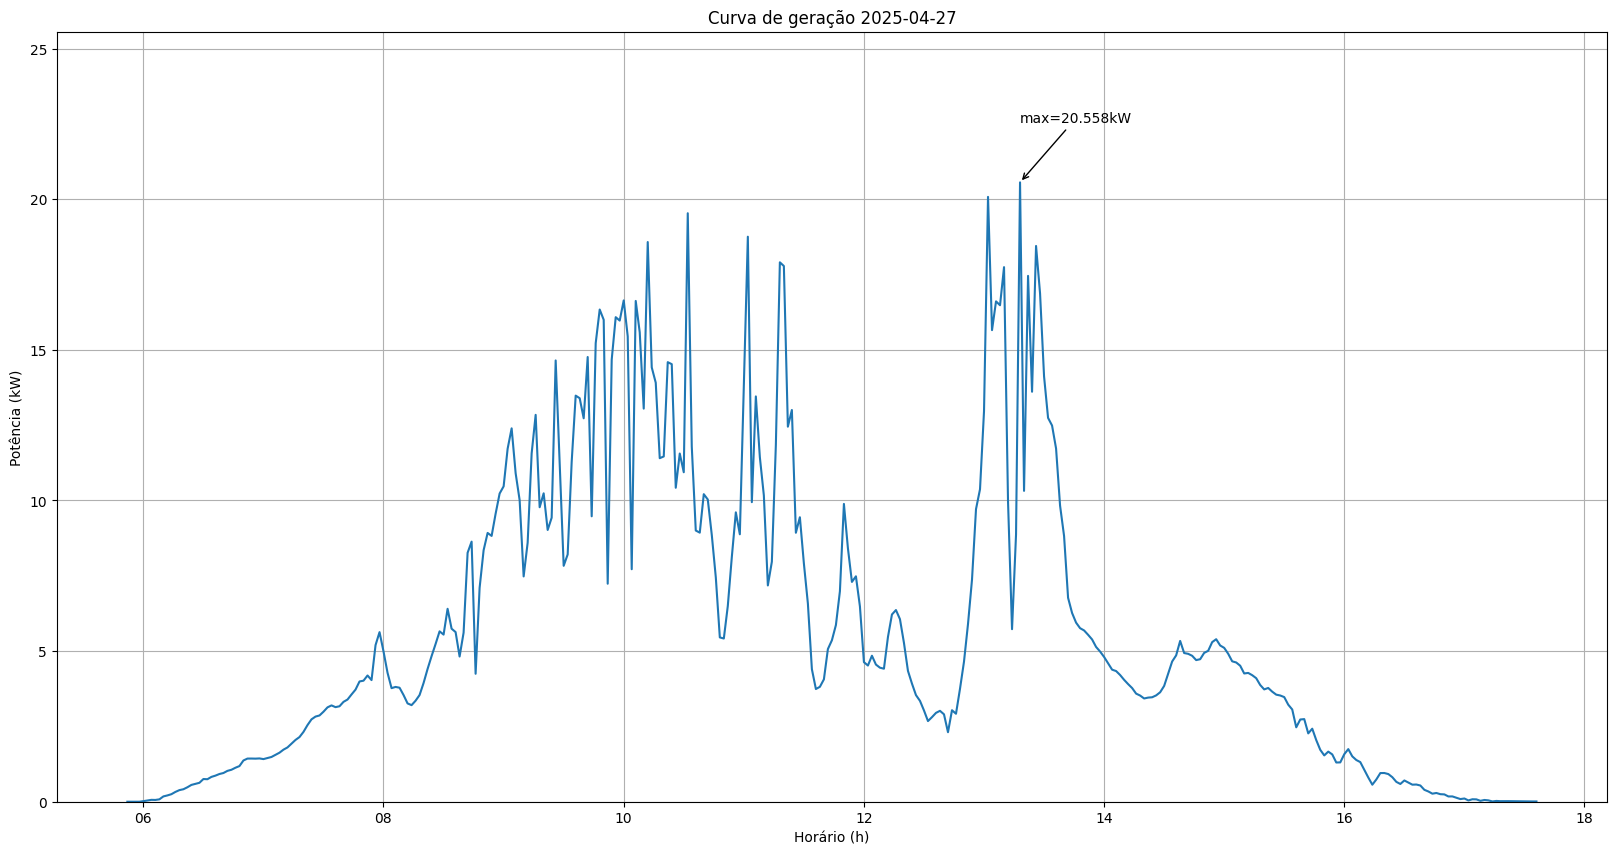 Curva de geração 2025-04-27
25
max=20.558kW
20
15
Potência (kW)
10
5
0
06 08 10 12 14 16 18
Horário (h)